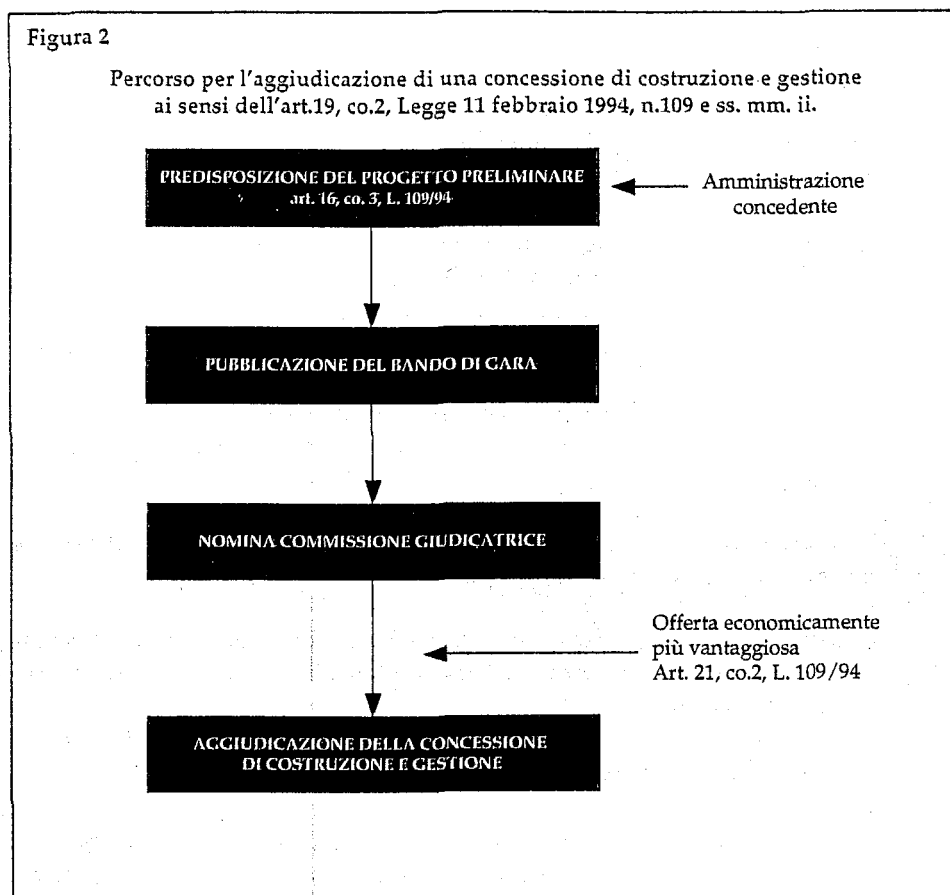 Figura 2
Percorso per l'aggiudicazione di una concessione di costruzione e gestione
ai sensi dell'art.19, co.2, Legge 11 febbraio 1994, n.109 e ss. mm. ii.
PREDISPOSIZIONE DEL PROGETTO PRELIMINARE
art. 16, co. 3, L. 109/94
Amministrazione
concedente
PUBBLICAZIONE DEL BANDO DI GARA
NOMINA COMMISSIONE GIUDICATRICE
Offerta economicamente
più vantaggiosa
Art. 21, co.2, L. 109/94
AGGIUDICAZIONE DELLA CONCESSIONE
DI COSTRUZIONE E GESTIONE